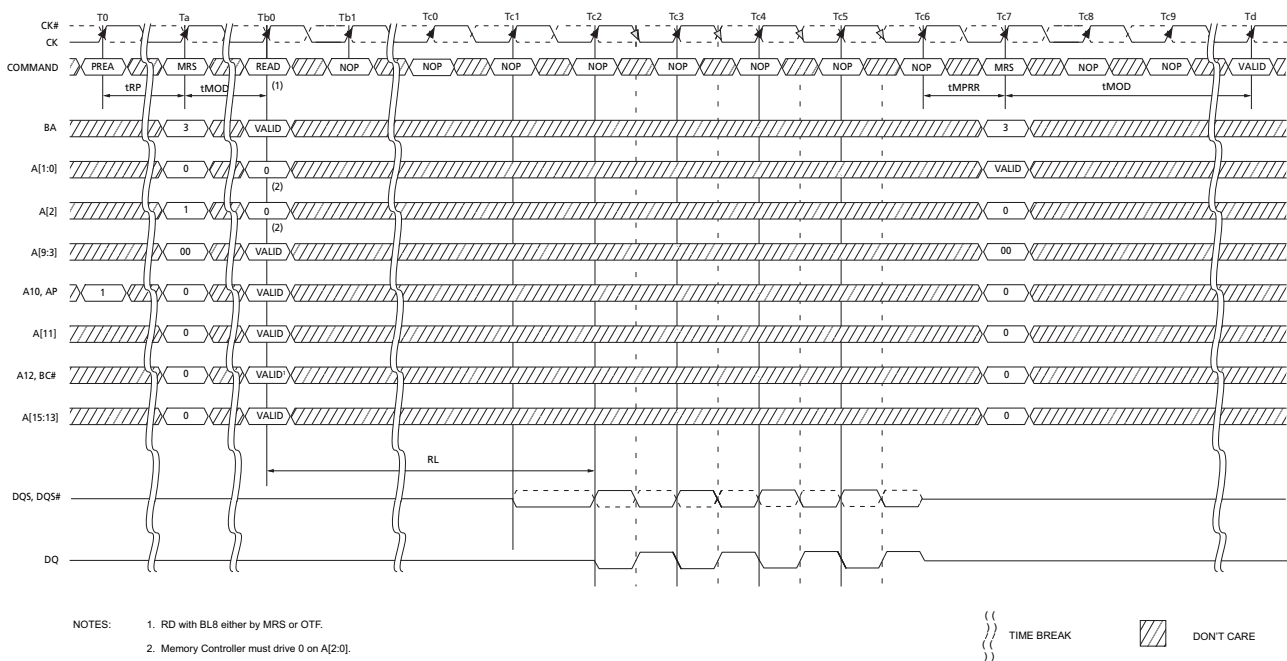 T0 Ta Tb0 Tb1 Tc0 Tc1 Tc2 Tc3 Tc4 Tc5 Tc6 Tc7 Tc8 Tc9 Td
CK#
CK
COMMAND PREA MRS READ NOP NOP NOP NOP NOP NOP NOP NOP MRS NOP NOP VALID
tRP tMOD (1) tMPRR tMOD
BA 3 VALID 3
A[1:0] 0 0 VALID
(2)
A[2] 1 0 0
(2)
A[9:3] 00 VALID 00
A10, AP 1 0 VALID 0
A[11] 0 VALID 0
A12, BC# 0 VALID¹ 0
A[15:13] 0 VALID 0
RL
DQS, DQS#
DQ
NOTES: 1. RD with BL8 either by MRS or OTF.
2. Memory Controller must drive 0 on A[2:0].
TIME BREAK DON'T CARE